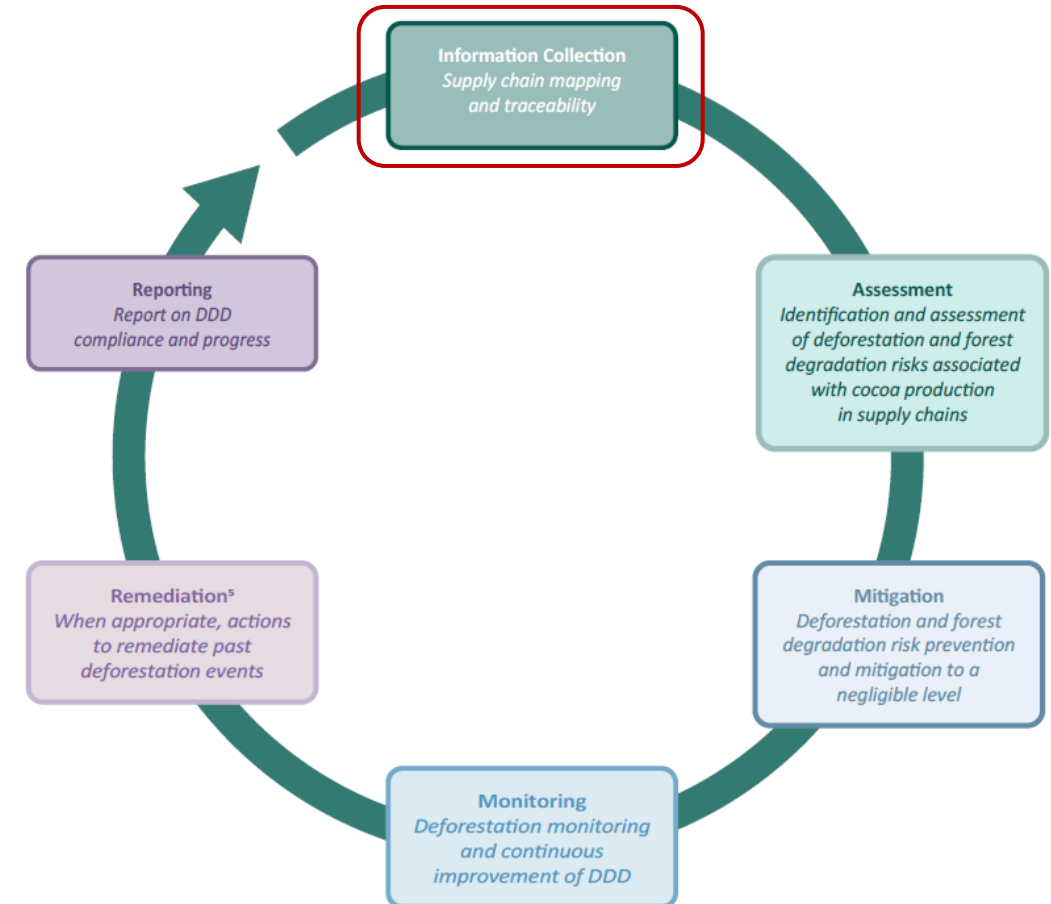 Information Collection
Supply chain mapping
and traceability
Assessment
Identification and assessment
of deforestation and forest
degradation risks associated
with cocoa production
in supply chains
Mitigation
Deforestation and forest
degradation risk prevention
and mitigation to a
negligible level
Monitoring
Deforestation monitoring
and continuous
improvement of DDD
Remediation⁵
When appropriate, actions
to remediate past
deforestation events
Reporting
Report on DDD
compliance and progress